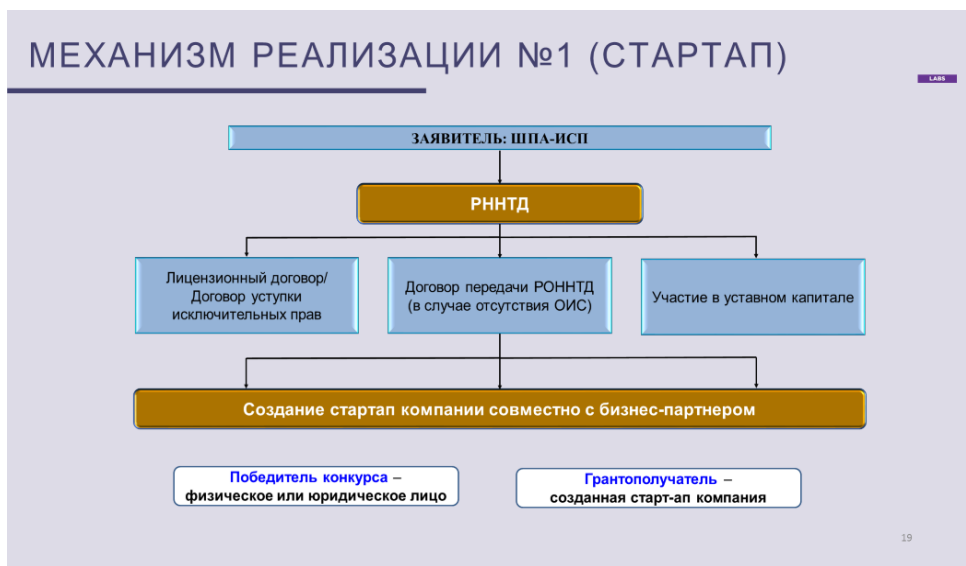 МЕХАНИЗМ РЕАЛИЗАЦИИ №1 (СТАРТАП)
LABS
ЗАЯВИТЕЛЬ: ШПА-ИСП
РННТД
Лицензионный договор/
Договор уступки
исключительных прав
Договор передачи РОННТД
(в случае отсутствия ОИС)
Участие в уставном капитале
Создание стартап компании совместно с бизнес-партнером
Победитель конкурса –
физическое или юридическое лицо
Грантополучатель –
созданная старт-ап компания
19